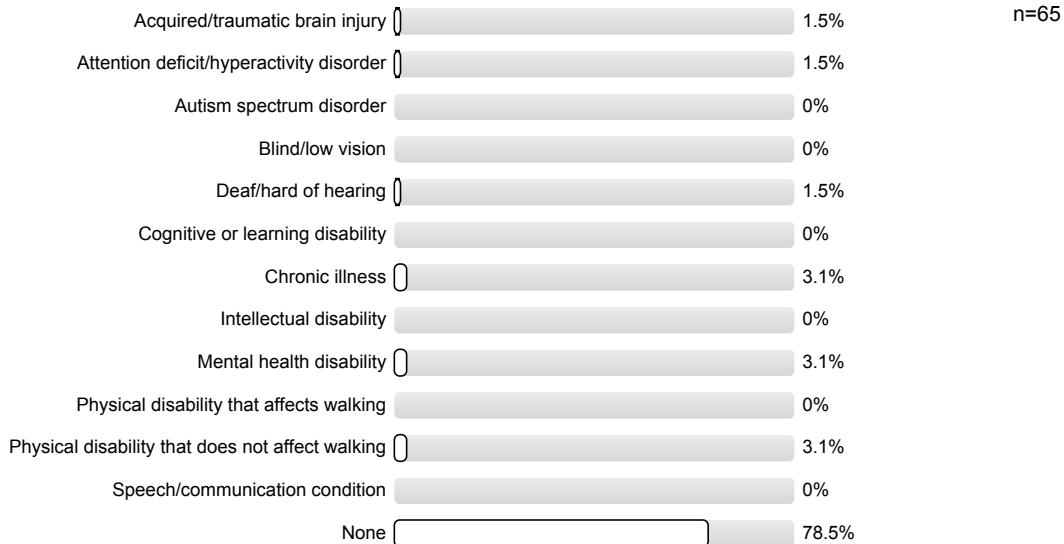 Acquired/traumatic brain injury 1.5% n=65
Attention deficit/hyperactivity disorder 1.5%
Autism spectrum disorder 0%
Blind/low vision 0%
Deaf/hard of hearing 1.5%
Cognitive or learning disability 0%
Chronic illness 3.1%
Intellectual disability 0%
Mental health disability 3.1%
Physical disability that affects walking 0%
Physical disability that does not affect walking 3.1%
Speech/communication condition 0%
None 78.5%